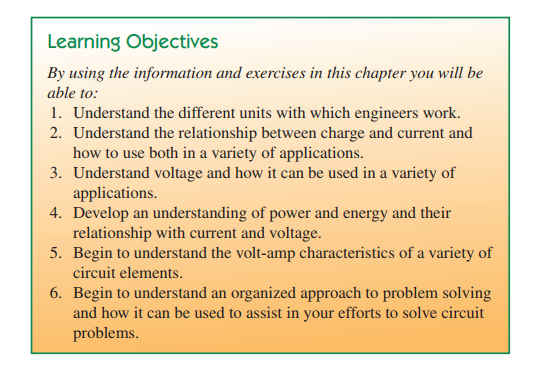 Learning Objectives
By using the information and exercises in this chapter you will be
able to:
1. Understand the different units with which engineers work.
2. Understand the relationship between charge and current and
how to use both in a variety of applications.
3. Understand voltage and how it can be used in a variety of
applications.
4. Develop an understanding of power and energy and their
relationship with current and voltage.
5. Begin to understand the volt-amp characteristics of a variety of
circuit elements.
6. Begin to understand an organized approach to problem solving
and how it can be used to assist in your efforts to solve circuit
problems.